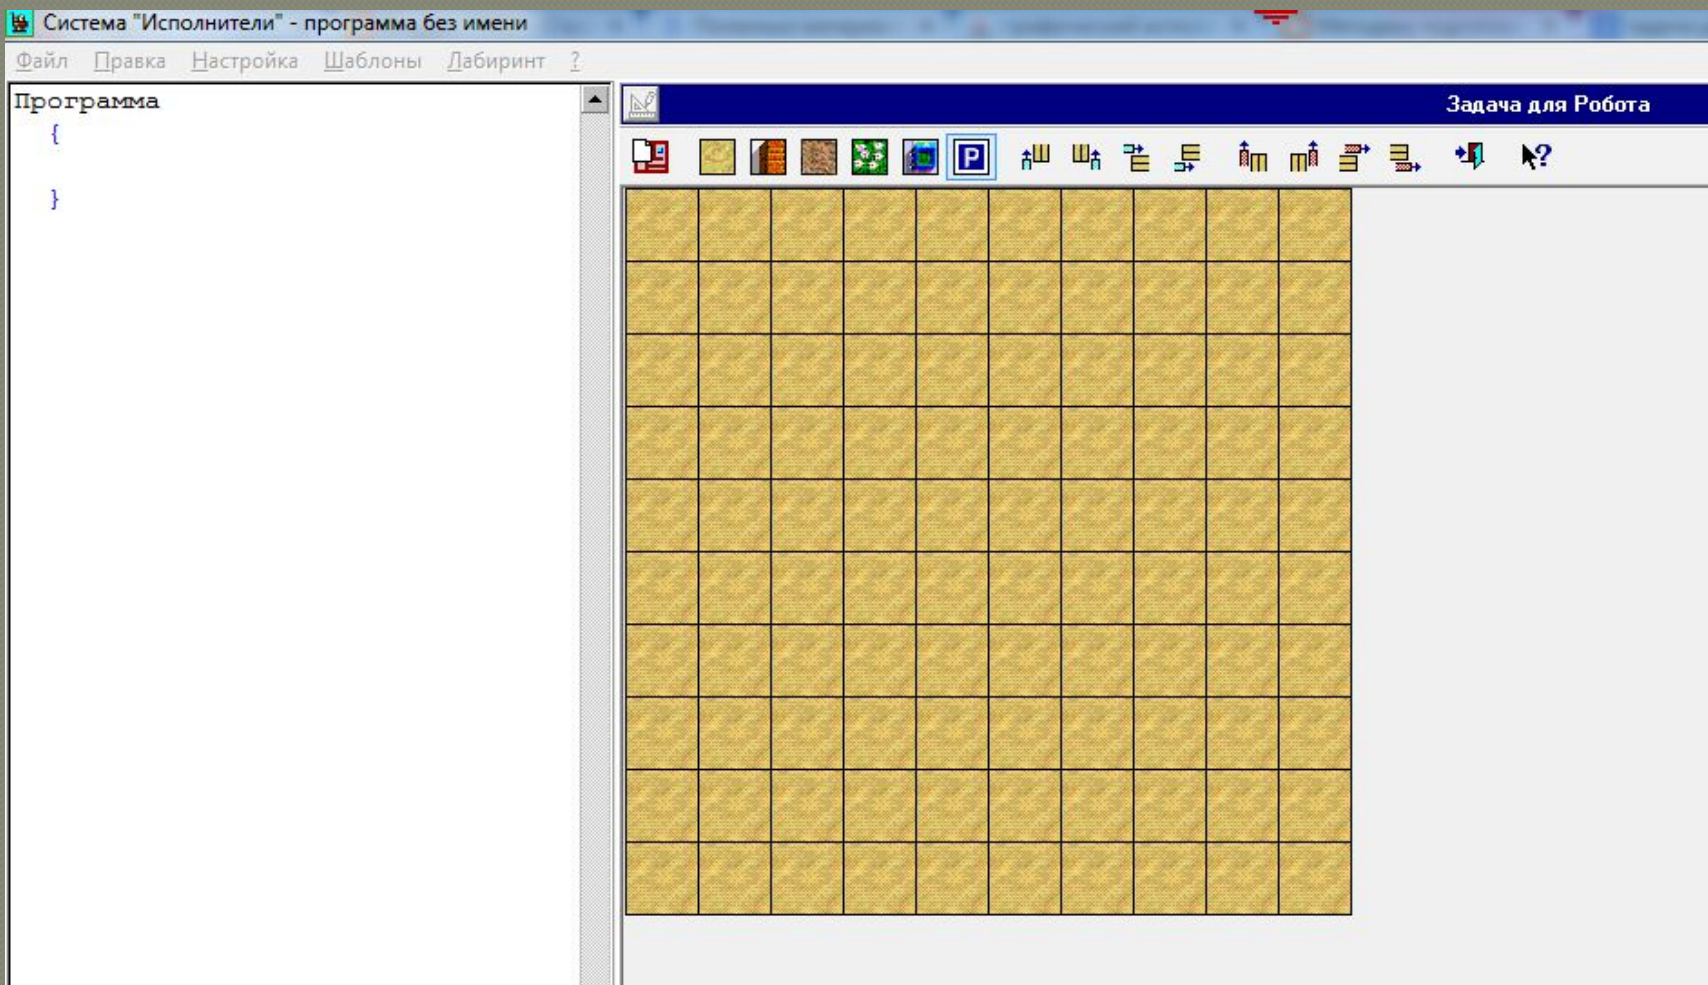 Система "Исполнители" - программа без имени
Файл Правка Настройка Шаблоны Лабиринт ?
Программа
{
}
Задача для Робота
P ?